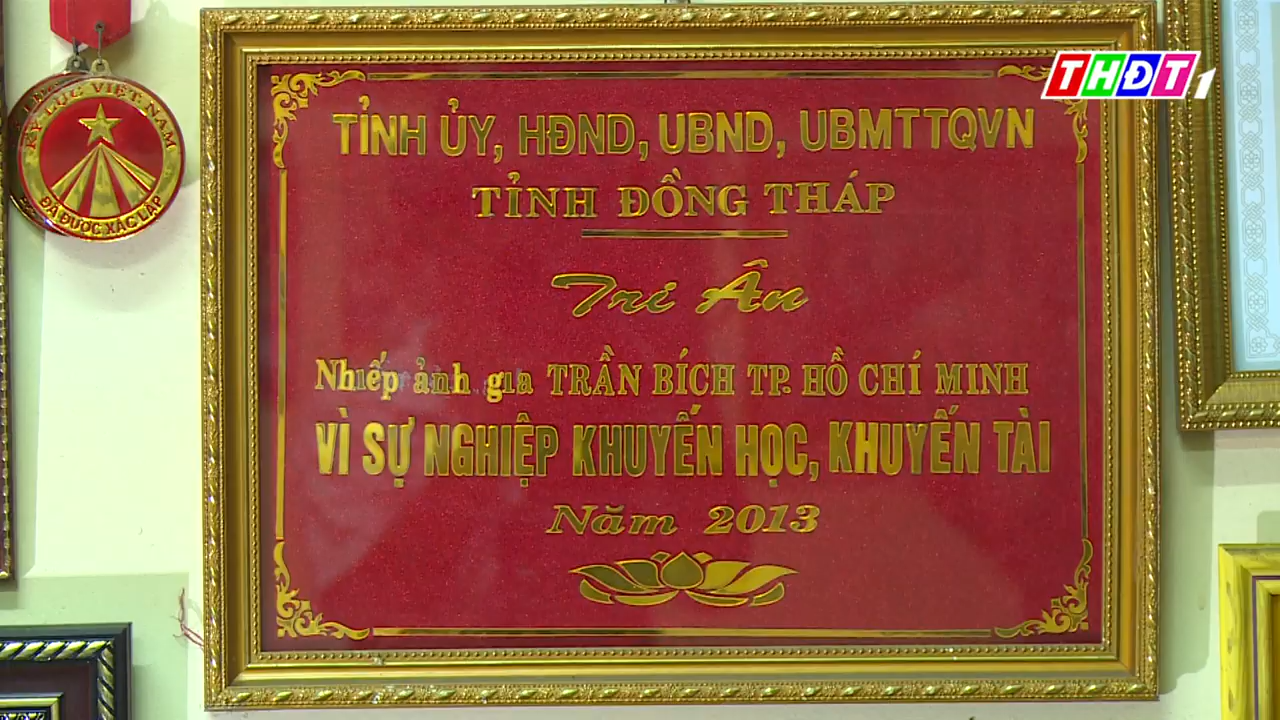 THĐT1
KỶ LỤC VIỆT NAM
ĐÃ ĐƯỢC XÁC LẬP
TỈNH ỦY, HĐND, UBND, UBMTTQVN
TỈNH ĐỒNG THÁP
Tri Ân
Nhiếp ảnh gia TRẦN BÍCH TP. HỒ CHÍ MINH
VÌ SỰ NGHIỆP KHUYẾN HỌC, KHUYẾN TÀI
Năm 2013